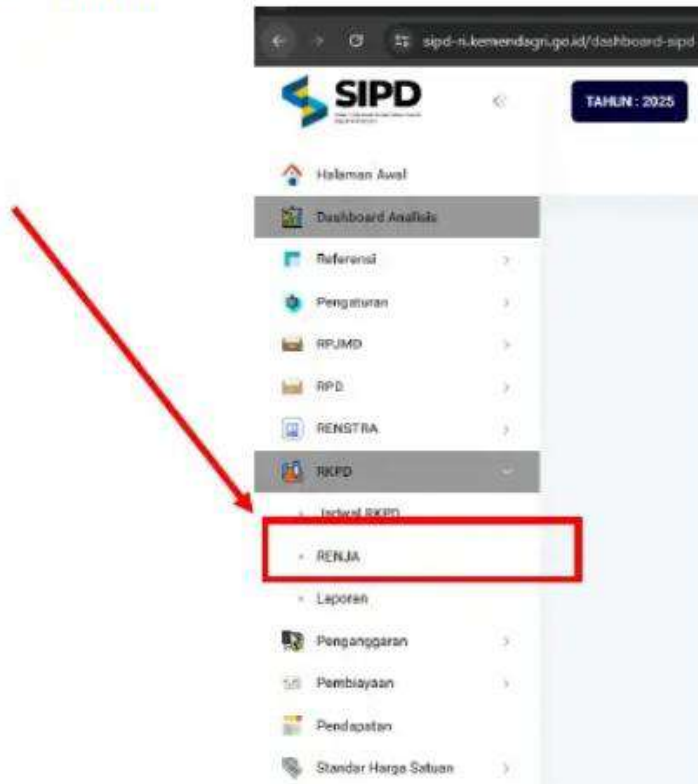 sipd-ri.kemendagri.go.id/dashboard-sipd
SIPD
TAHUN : 2025
Halaman Awal
Dashboard Analisis
Referensi
Pengaturan
RPJMD
RPD
RENSTRA
RKPD
Jadwal RKPD
RENJA
Laporan
Penganggaran
Pembiayaan
Pendapatan
Standar Harga Satuan